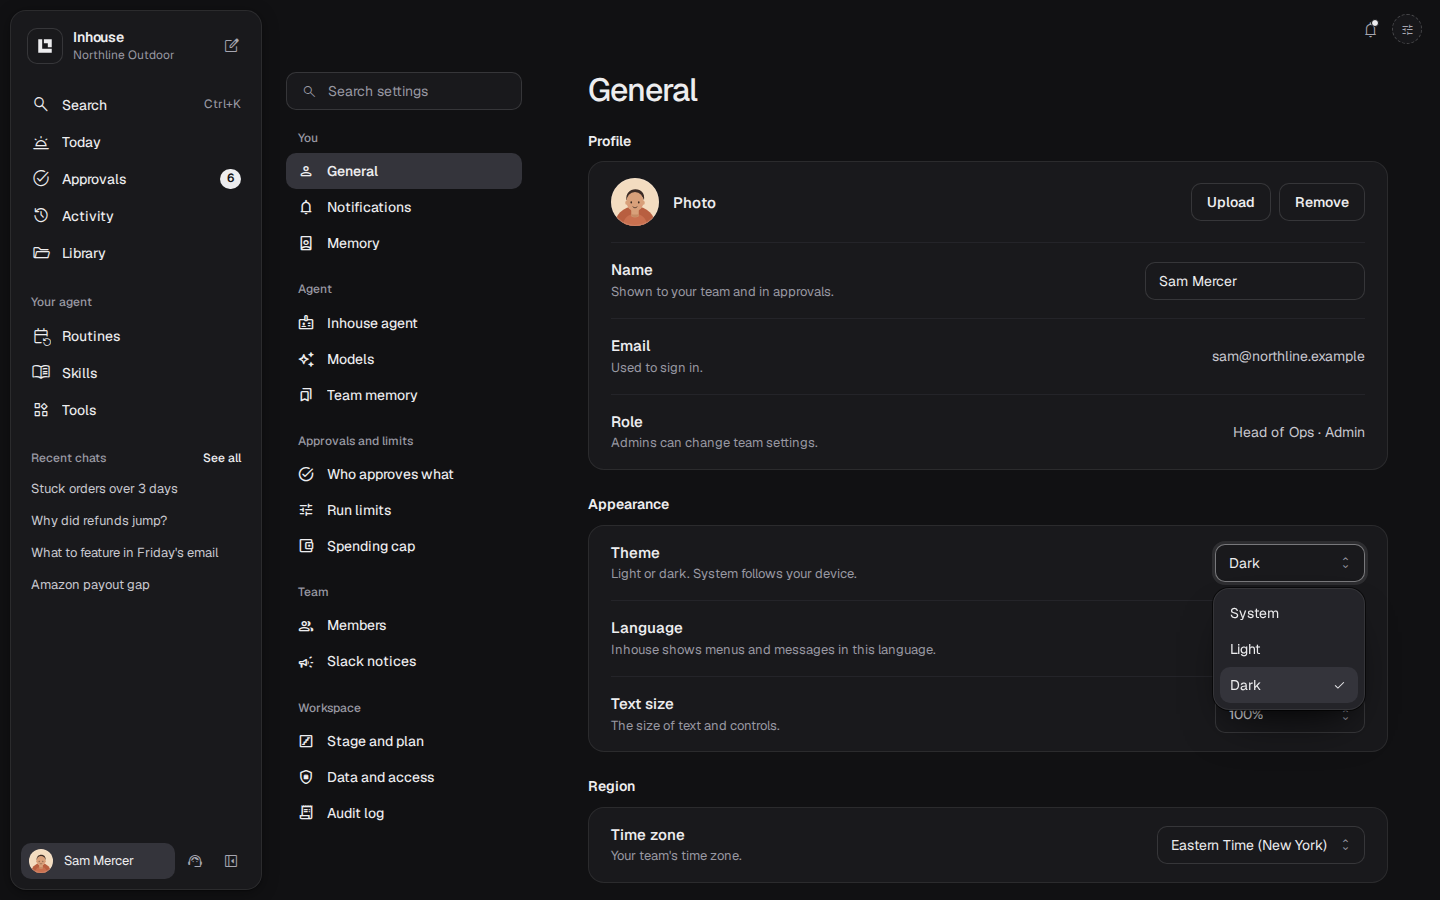 Inhouse
Northline Outdoor
Search
Ctrl+K
Today
Approvals
6
Activity
Library
Your agent
Routines
Skills
Tools
Recent chats
See all
Stuck orders over 3 days
Why did refunds jump?
What to feature in Friday's email
Amazon payout gap
Sam Mercer
Search settings
You
General
Notifications
Memory
Agent
Inhouse agent
Models
Team memory
Approvals and limits
Who approves what
Run limits
Spending cap
Team
Members
Slack notices
Workspace
Stage and plan
Data and access
Audit log
General
Profile
Photo
Upload
Remove
Name
Shown to your team and in approvals.
Sam Mercer
Email
Used to sign in.
sam@northline.example
Role
Admins can change team settings.
Head of Ops · Admin
Appearance
Theme
Light or dark. System follows your device.
Dark
System
Light
Dark
Language
Inhouse shows menus and messages in this language.
Text size
The size of text and controls.
100%
Region
Time zone
Your team's time zone.
Eastern Time (New York)